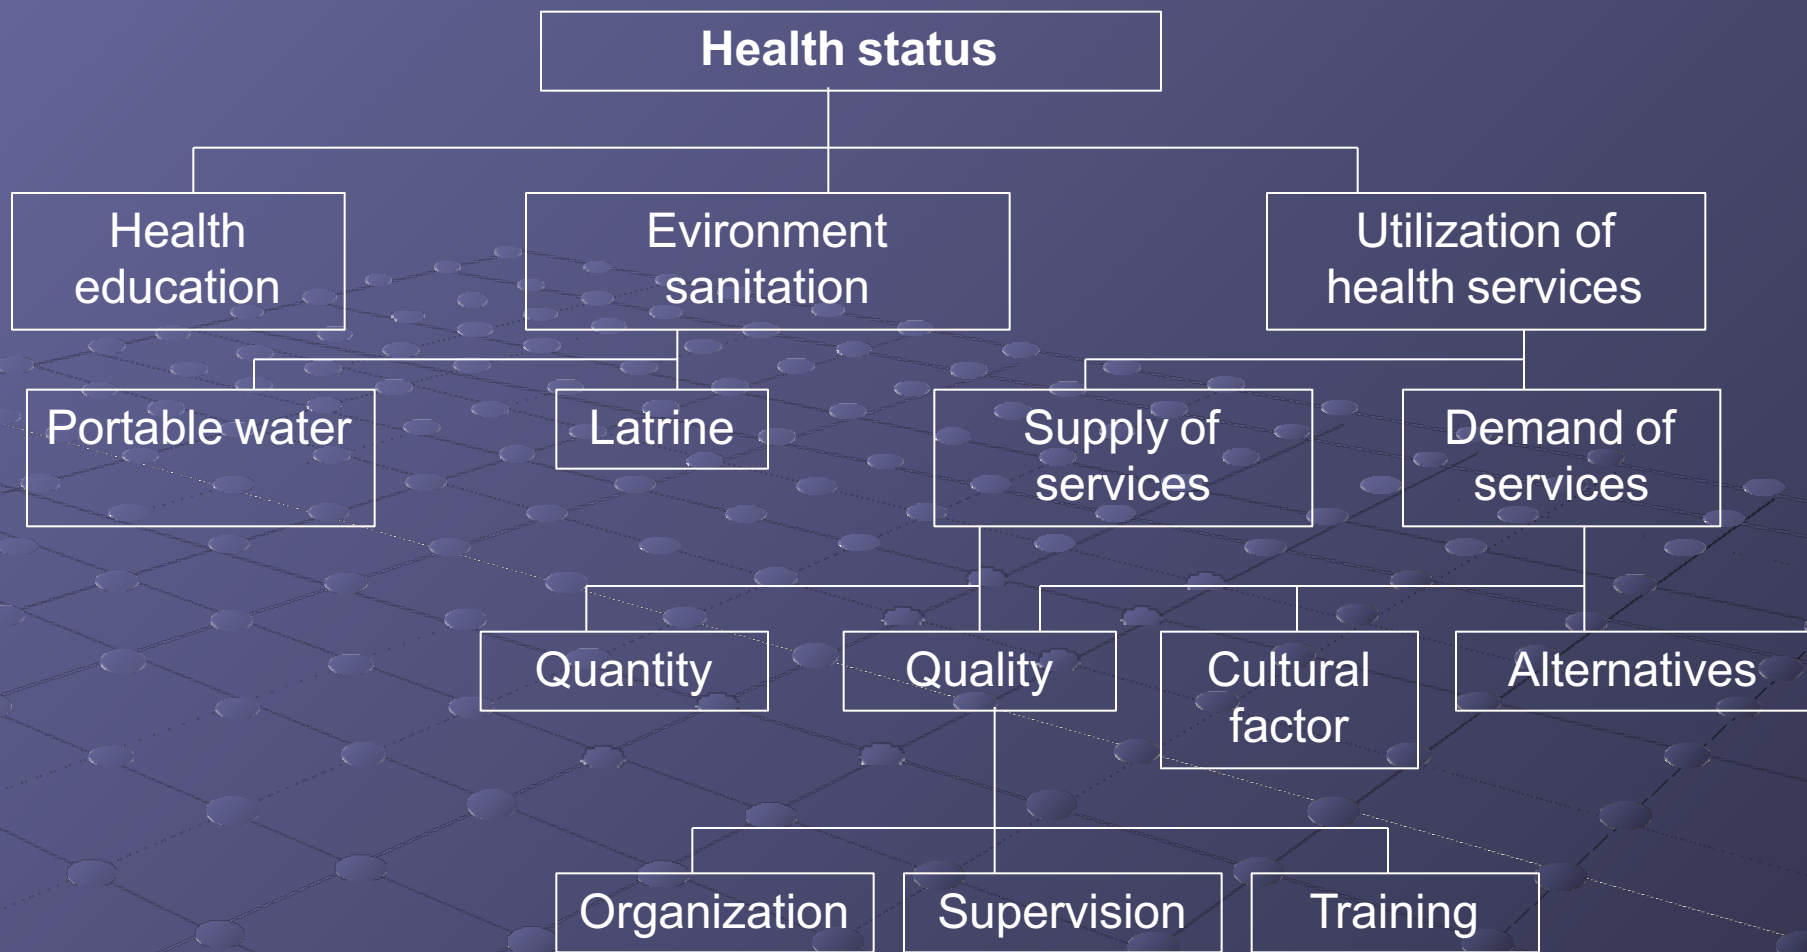 Health status
Health
education
Evironment
sanitation
Utilization of
health services
Portable water
Latrine
Supply of
services
Demand of
services
Quantity
Quality
Cultural
factor
Alternatives
Organization
Supervision
Training